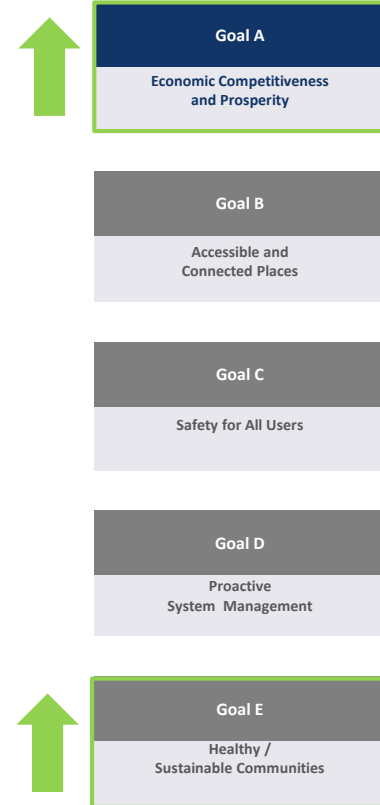 Goal A
Economic Competitiveness
and Prosperity
Goal B
Accessible and
Connected Places
Goal C
Safety for All Users
Goal D
Proactive
System Management
Goal E
Healthy /
Sustainable Communities